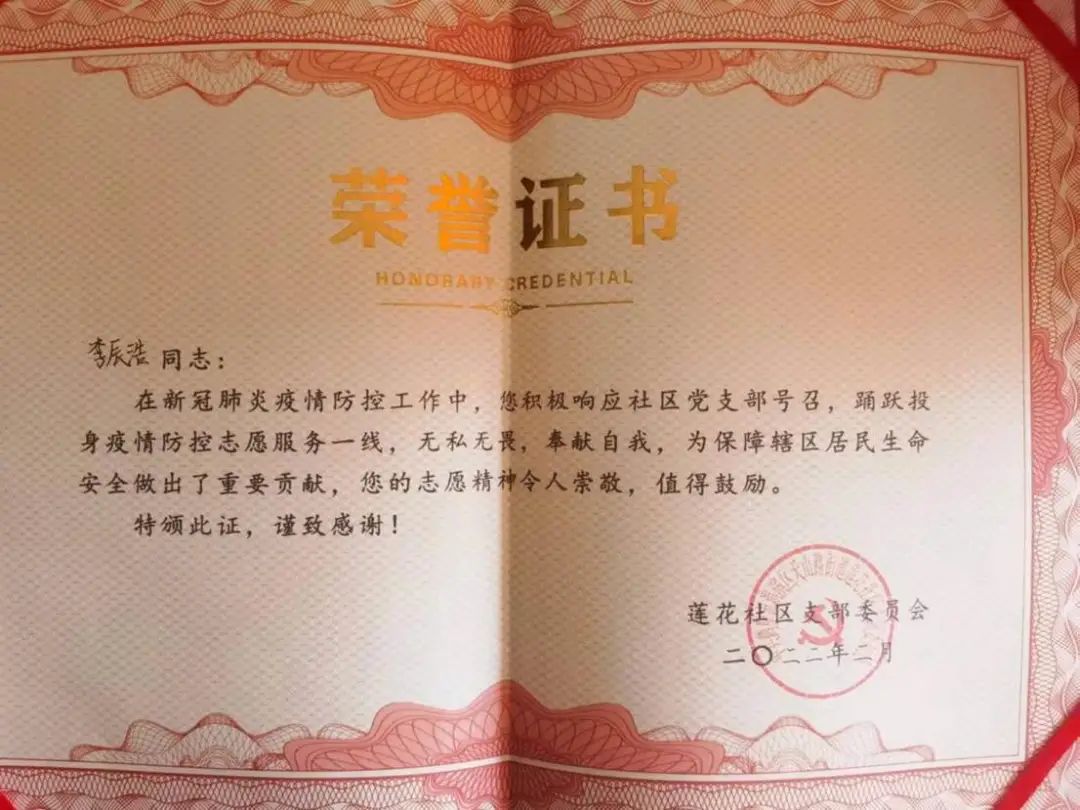 荣誉证书
HONOBARY CREDENTIAL
李辰浩同志：
在新冠肺炎疫情防控工作中，您积极响应社区党支部号召，踊跃投
身疫情防控志愿服务一线，无私无畏，奉献自我，为保障辖区居民生命
安全做出了重要贡献，您的志愿精神令人崇敬，值得鼓励。
特颁此证，谨致感谢！
莲花社区支部委员会
二〇二二年二月